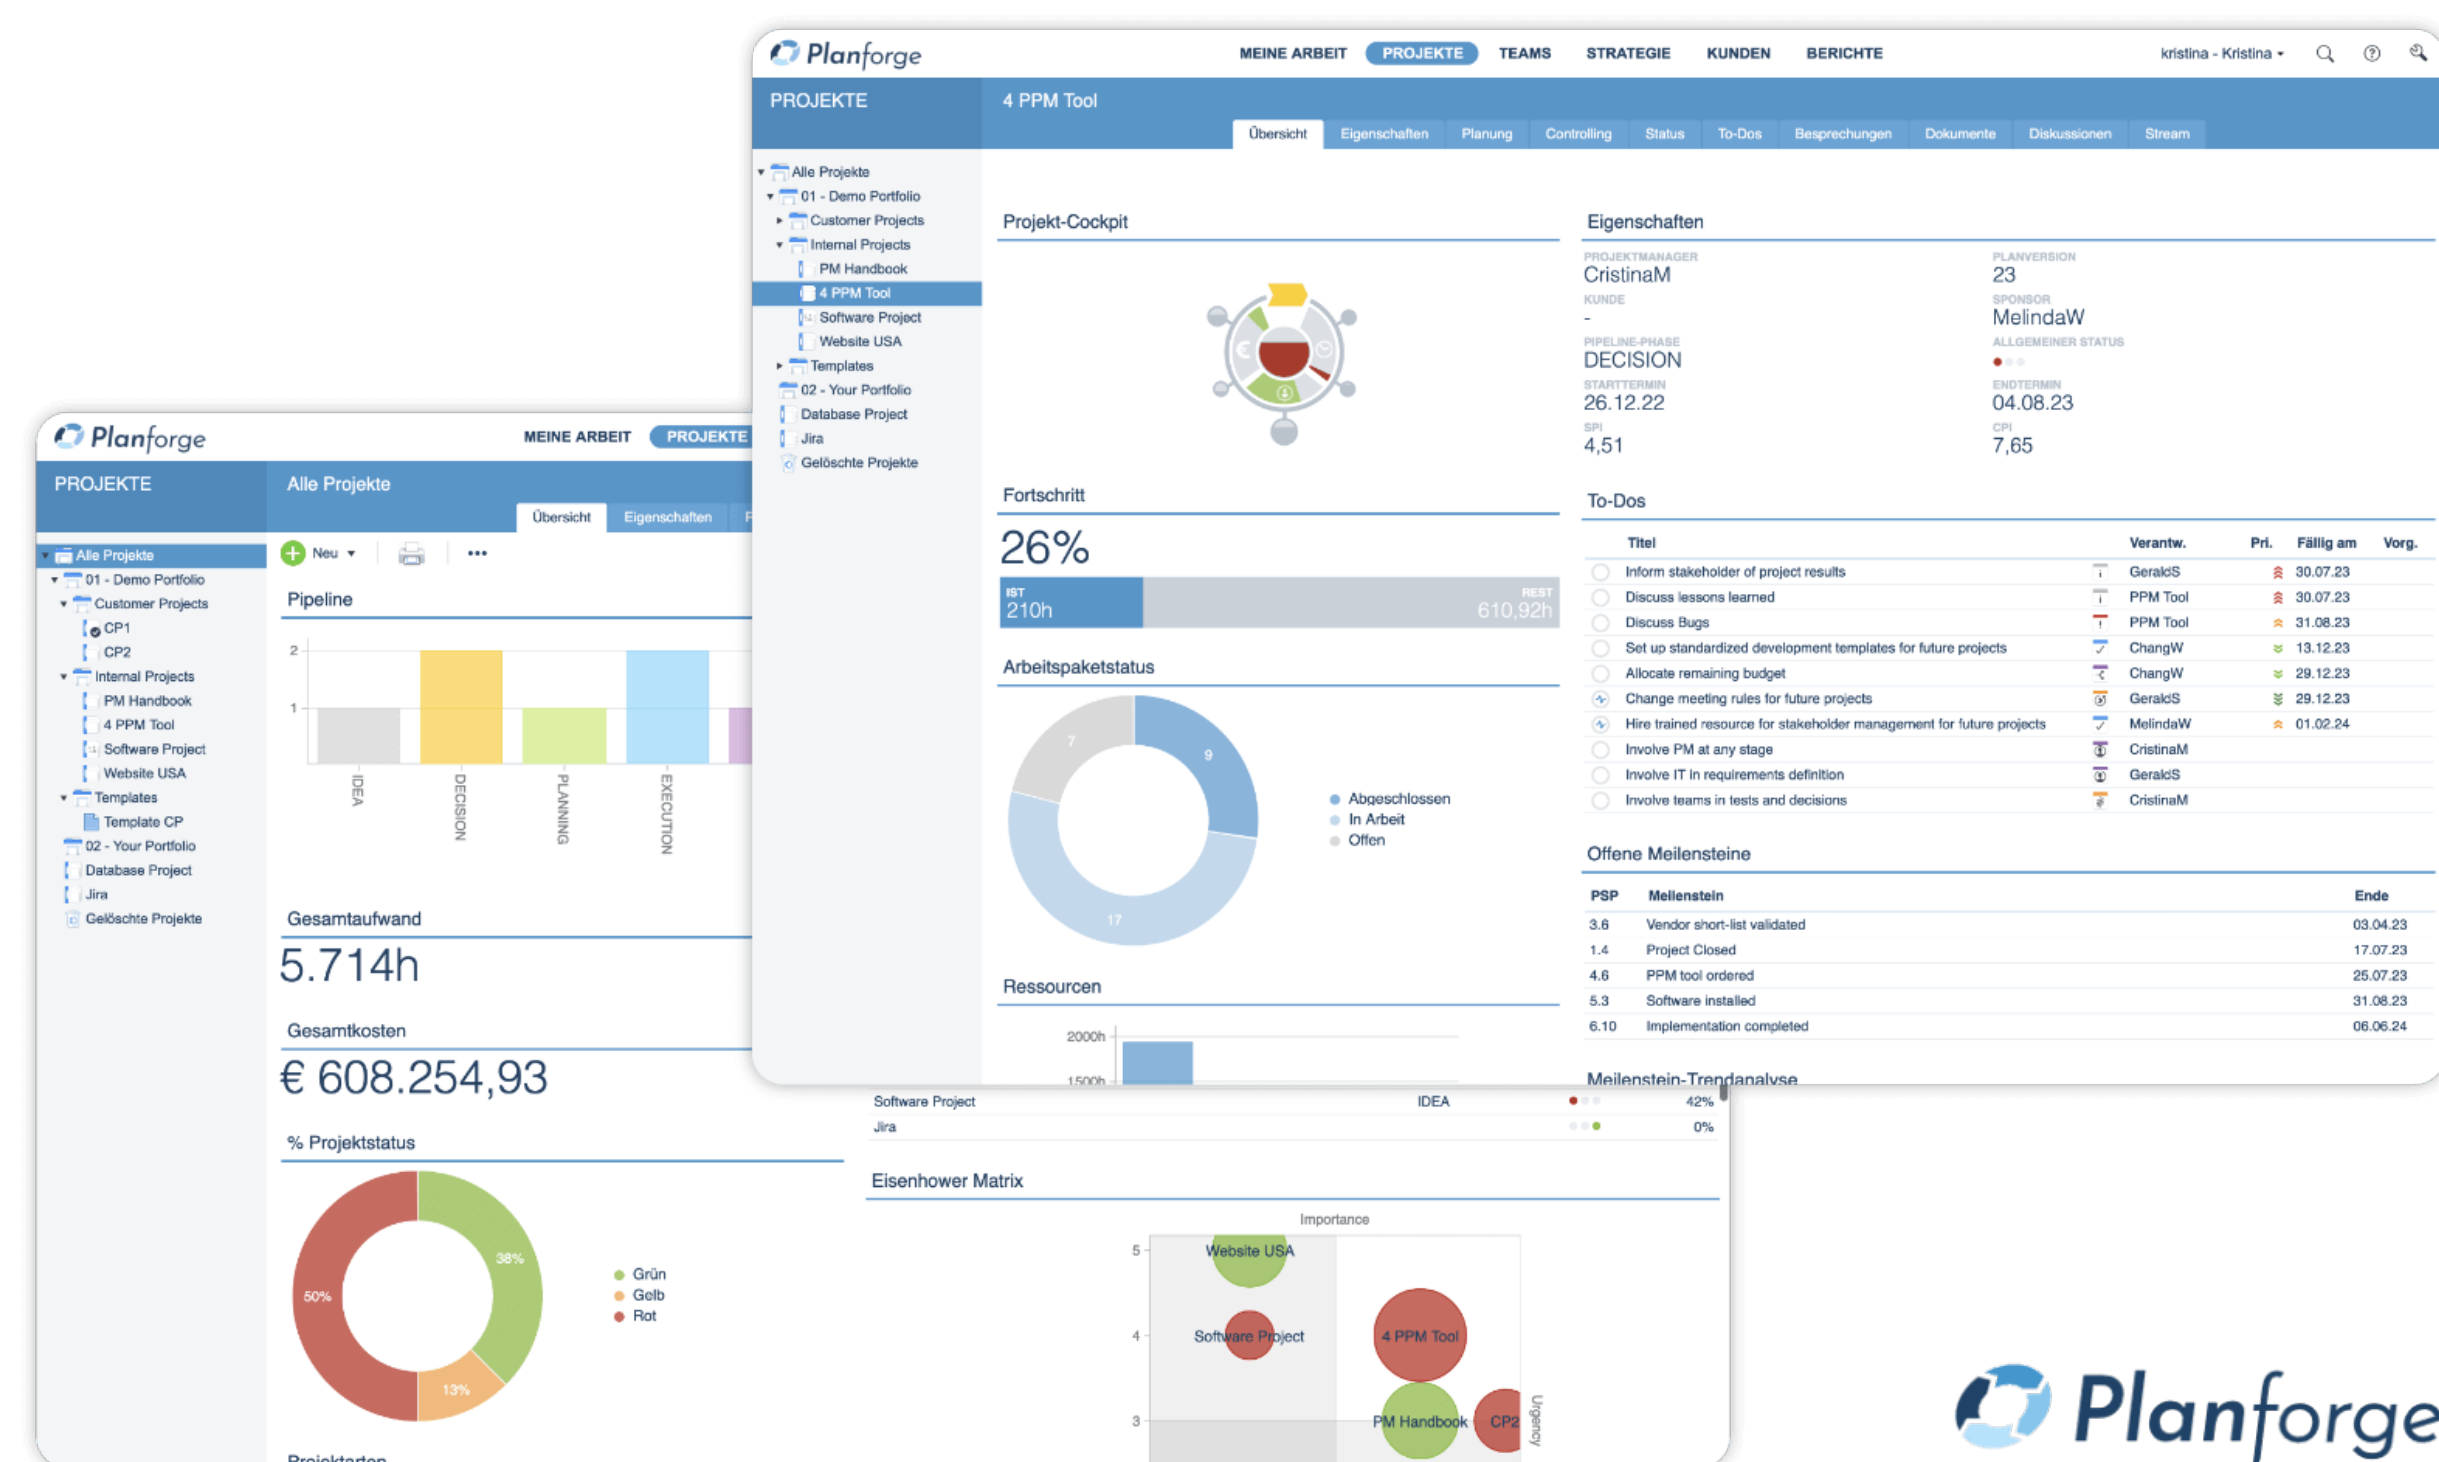 Planforge
MEINE ARBEIT PROJEKTE TEAMS STRATEGIE KUNDEN BERICHTE
kristina - Kristina
PROJEKTE
4 PPM Tool
Übersicht Eigenschaften Planung Controlling Status To-Dos Besprechungen Dokumente Diskussionen Stream
Alle Projekte
01 - Demo Portfolio
Customer Projects
Internal Projects
PM Handbook
4 PPM Tool
Software Project
Website USA
Templates
02 - Your Portfolio
Database Project
Jira
Gelöschte Projekte
Projekt-Cockpit
Fortschritt
26%
IST REST
210h 610,92h
Arbeitspaketstatus
7
9
17
Abgeschlossen
In Arbeit
Offen
Ressourcen
2000h
1500h
Eigenschaften
PROJEKTMANAGER PLANVERSION
CristinaM 23
KUNDE SPONSOR
- MelindaW
PIPELINE-PHASE ALLGEMEINER STATUS
DECISION
STARTTERMIN ENDTERMIN
26.12.22 04.08.23
SPI CPI
4,51 7,65
To-Dos
Titel Verantw. Pri. Fällig am Vorg.
Inform stakeholder of project results GeraldS 30.07.23
Discuss lessons learned PPM Tool 30.07.23
Discuss Bugs PPM Tool 31.08.23
Set up standardized development templates for future projects ChangW 13.12.23
Allocate remaining budget ChangW 29.12.23
Change meeting rules for future projects GeraldS 29.12.23
Hire trained resource for stakeholder management for future projects MelindaW 01.02.24
Involve PM at any stage CristinaM
Involve IT in requirements definition GeraldS
Involve teams in tests and decisions CristinaM
Offene Meilensteine
PSP Meilenstein Ende
3.6 Vendor short-list validated 03.04.23
1.4 Project Closed 17.07.23
4.6 PPM tool ordered 25.07.23
5.3 Software installed 31.08.23
6.10 Implementation completed 06.06.24
Meilenstein-Trendanalyse
Planforge
MEINE ARBEIT PROJEKTE
PROJEKTE
Alle Projekte
Übersicht Eigenschaften
Alle Projekte
01 - Demo Portfolio
Customer Projects
CP1
CP2
Internal Projects
PM Handbook
4 PPM Tool
Software Project
Website USA
Templates
Template CP
02 - Your Portfolio
Database Project
Jira
Gelöschte Projekte
Neu
Pipeline
2
1
IDEA
DECISION
PLANNING
EXECUTION
Gesamtaufwand
5.714h
Gesamtkosten
€ 608.254,93
% Projektstatus
38%
50%
13%
Grün
Gelb
Rot
Projektarten
Software Project IDEA 42%
Jira 0%
Eisenhower Matrix
Importance
5 Website USA
4 Software Project 4 PPM Tool
3 PM Handbook CP2
Urgency
Planforge